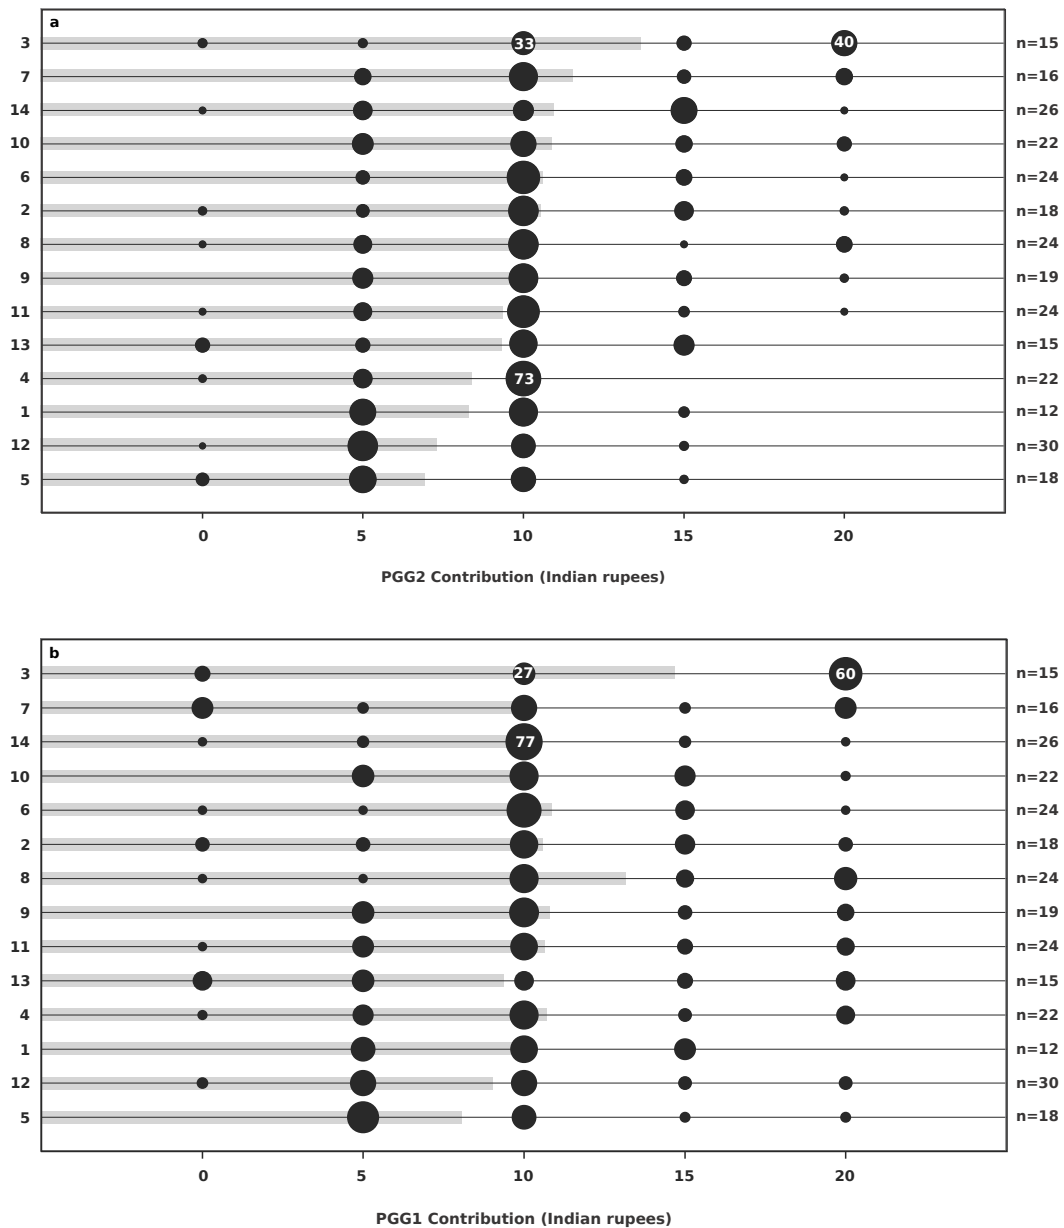 a
3 33 40 n=15
7 n=16
14 n=26
10 n=22
6 n=24
2 n=18
8 n=24
9 n=19
11 n=24
13 n=15
4 73 n=22
1 n=12
12 n=30
5 n=18
0 5 10 15 20
PGG2 Contribution (Indian rupees)
b
3 27 60 n=15
7 n=16
14 77 n=26
10 n=22
6 n=24
2 n=18
8 n=24
9 n=19
11 n=24
13 n=15
4 n=22
1 n=12
12 n=30
5 n=18
0 5 10 15 20
PGG1 Contribution (Indian rupees)